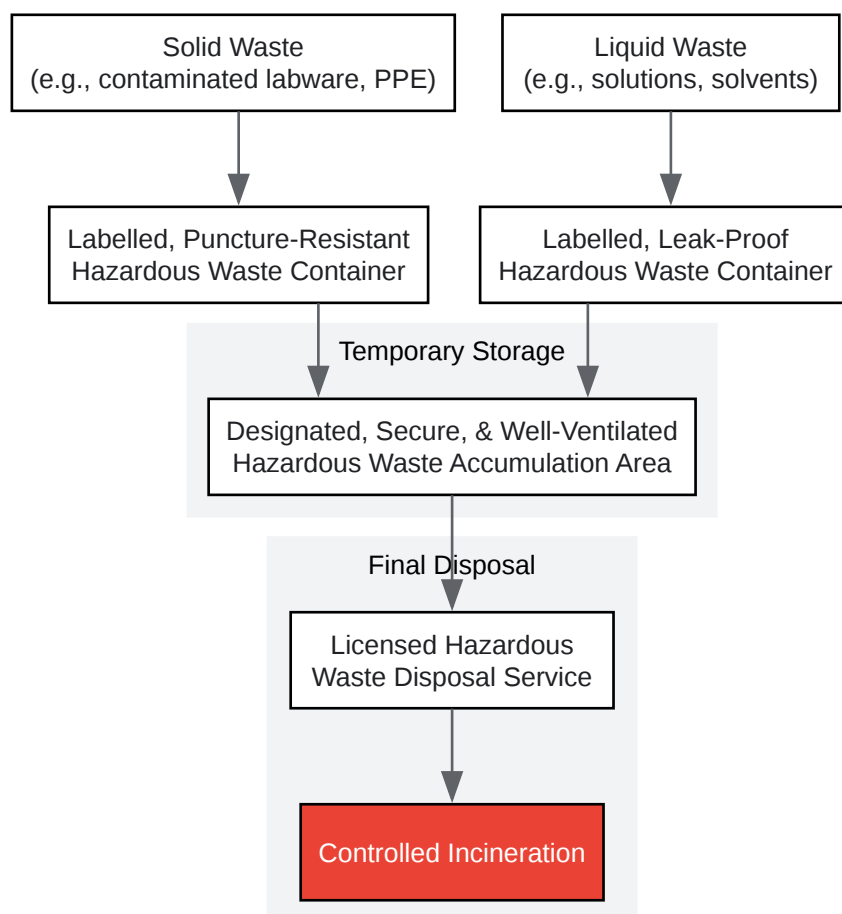 Solid Waste
(e.g., contaminated labware, PPE)
Liquid Waste
(e.g., solutions, solvents)
Labelled, Puncture-Resistant
Hazardous Waste Container
Labelled, Leak-Proof
Hazardous Waste Container
Temporary Storage
Designated, Secure, & Well-Ventilated
Hazardous Waste Accumulation Area
Final Disposal
Licensed Hazardous
Waste Disposal Service
Controlled Incineration